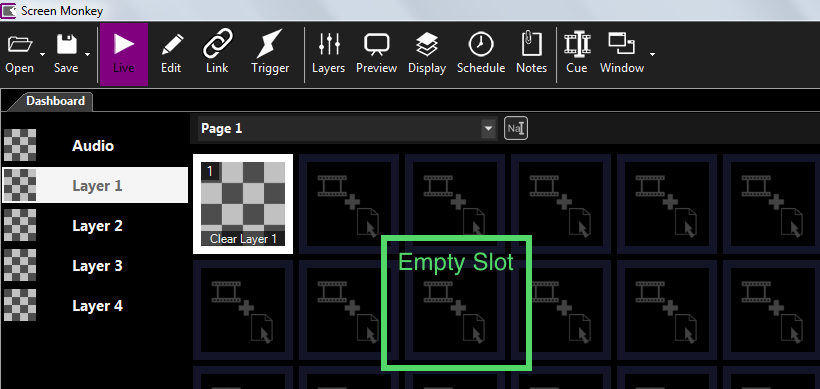 Screen Monkey
Open Save Live Edit Link Trigger Layers Preview Display Schedule Notes Cue Window
Dashboard
Page 1 Na
Audio
Layer 1
Layer 2
Layer 3
Layer 4
1
Clear Layer 1
Empty Slot